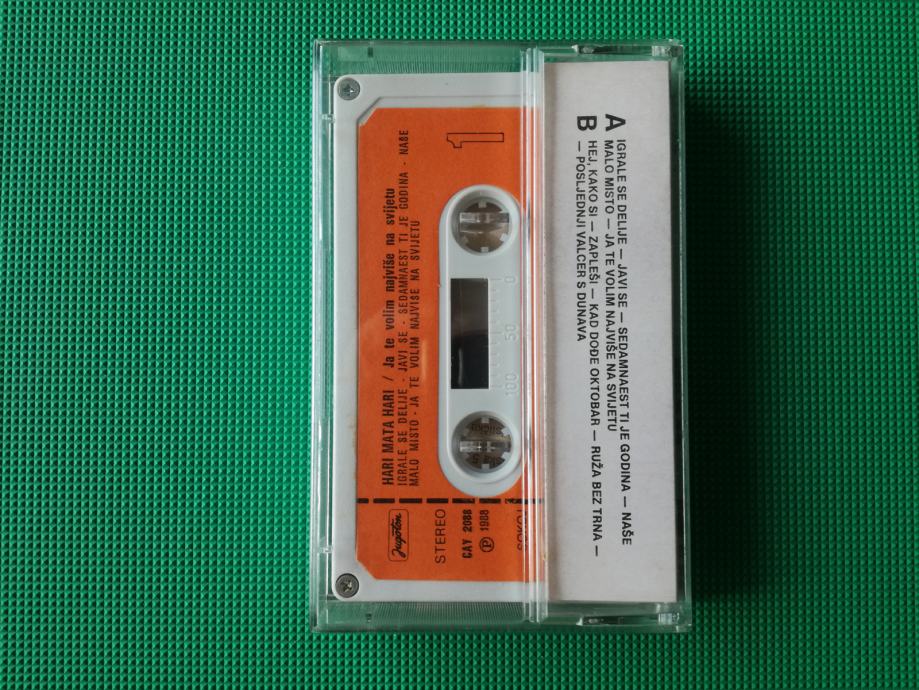 1
HARI MATA HARI / Ja te volim najviše na svijetu
IGRALE SE DELIJE - JAVI SE - SEDAMNAEST TI JE GODINA - NAŠE
MALO MISTO - JA TE VOLIM NAJVIŠE NA SVIJETU
0 50 100
Jugoton
STEREO
CAY 2088
Ⓟ 1988
A IGRALE SE DELIJE — JAVI SE — SEDAMNAEST TI JE GODINA — NAŠE
MALO MISTO — JA TE VOLIM NAJVIŠE NA SVIJETU
B HEJ, KAKO SI — ZAPLEŠI — KAD DOĐE OKTOBAR — RUŽA BEZ TRNA —
— POSLJEDNJI VALCER S DUNAVA